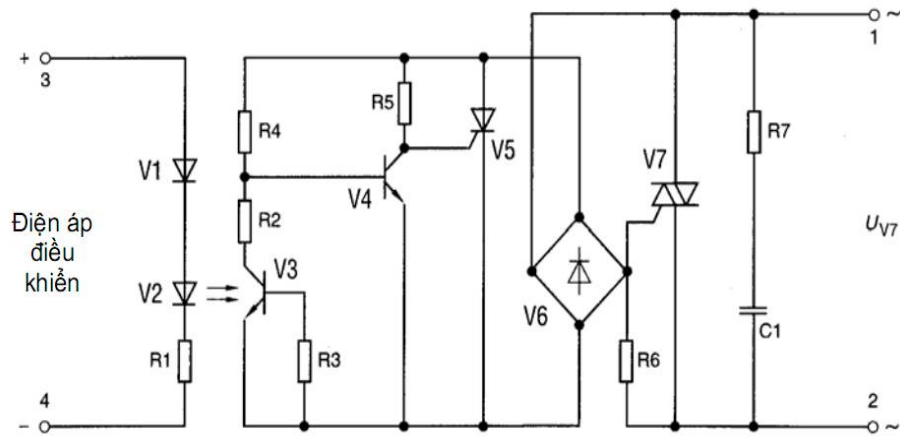 ~
1
+
3
R5
R4
R7
V5
V7
V1
V4
R2
Điện áp
điều
khiển
U V7
V3
V2
V6
C1
R1
R3
R6
4
2
−
~